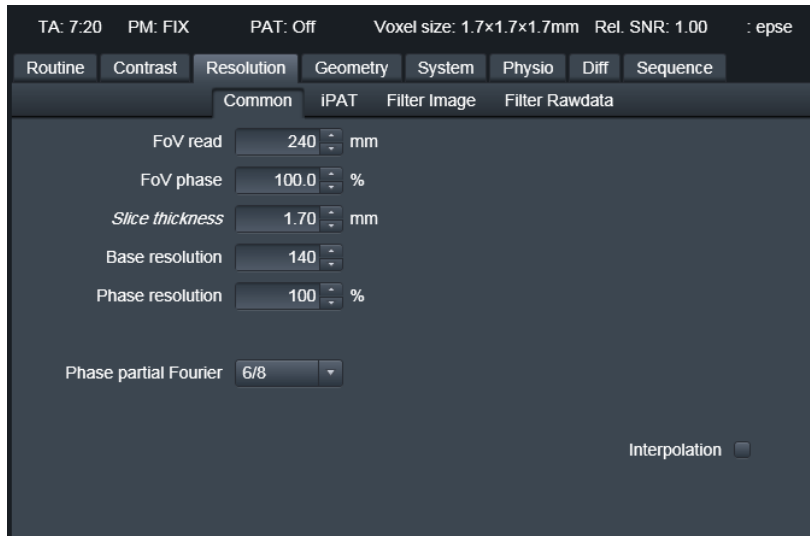 TA: 7:20 PM: FIX PAT: Off Voxel size: 1.7×1.7×1.7mm Rel. SNR: 1.00 : epse
Routine Contrast Resolution Geometry System Physio Diff Sequence
Common iPAT Filter Image Filter Rawdata
FoV read 240 mm
FoV phase 100.0 %
Slice thickness 1.70 mm
Base resolution 140
Phase resolution 100 %
Phase partial Fourier 6/8
Interpolation